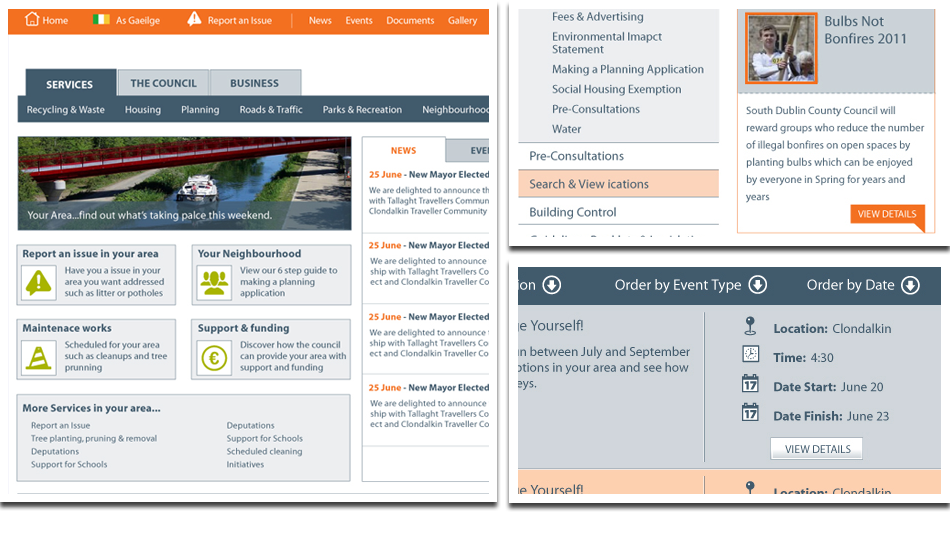 Home
As Gaeilge
Report an Issue
News
Events
Documents
Gallery
SERVICES
THE COUNCIL
BUSINESS
Recycling & Waste
Housing
Planning
Roads & Traffic
Parks & Recreation
Neighbourhood
Your Area...find out what's taking palce this weekend.
Report an issue in your area
Have you a issue in your
area you want addressed
such as litter or potholes
Your Neighbourhood
View our 6 step guide to
making a planning
application
Maintenace works
Scheduled for your area
such as cleanups and tree
prunning
Support & funding
Discover how the council
can provide your area with
support and funding
More Services in your area...
Report an Issue
Tree planting, pruning & removal
Deputations
Support for Schools
Deputations
Support for Schools
Scheduled cleaning
Initiatives
NEWS
EVE
25 June - New Mayor Elected
We are delighted to announce th
with Tallaght Travellers Commun
Clondalkin Traveller Community
25 June - New Mayor Elected
We are delighted to announce
ship with Tallaght Travellers Co
ect and Clondalkin Traveller Co
25 June - New Mayor Elected
We are delighted to announce
ship with Tallaght Travellers Co
ect and Clondalkin Traveller Co
25 June - New Mayor Elected
We are delighted to announce
ship with Tallaght Travellers Co
ect and Clondalkin Traveller Co
Fees & Advertising
Environmental Imapct
Statement
Making a Planning Application
Social Housing Exemption
Pre-Consultations
Water
Pre-Consultations
Search & View ications
Building Control
Bulbs Not
Bonfires 2011
South Dublin County Council will
reward groups who reduce the number
of illegal bonfires on open spaces by
planting bulbs which can be enjoyed
by everyone in Spring for years and
years
VIEW DETAILS
ion
Order by Event Type
Order by Date
ge Yourself!
un between July and September
ptions in your area and see how
eys.
Location: Clondalkin
Time: 4:30
17 Date Start: June 20
17 Date Finish: June 23
VIEW DETAILS
ge Yourself!
Location: Clondalkin